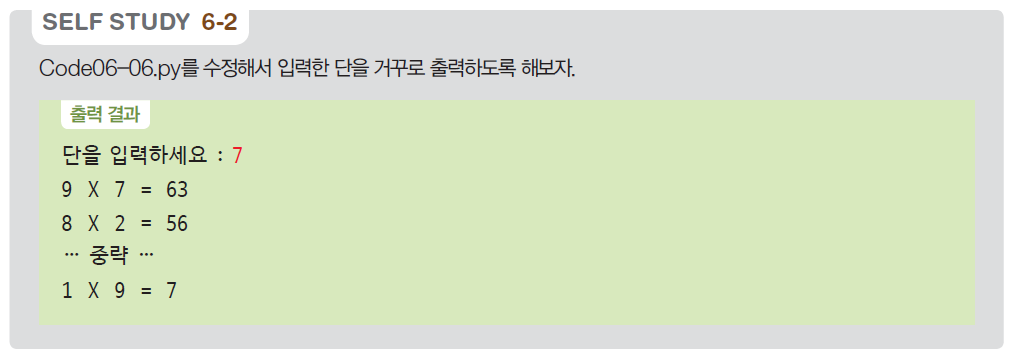 SELF STUDY 6-2
Code06-06.py를 수정해서 입력한 단을 거꾸로 출력하도록 해보자.
출력 결과
단을 입력하세요 : 7
9 X 7 = 63
8 X 2 = 56
… 중략 …
1 X 9 = 7